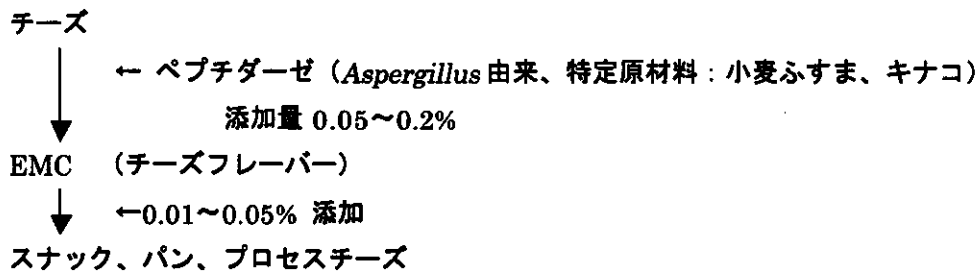 チーズ
← ペプチダーゼ（Aspergillus 由来、特定原材料：小麦ふすま、キナコ）
添加量 0.05～0.2%
EMC （チーズフレーバー）
←0.01～0.05% 添加
スナック、パン、プロセスチーズ